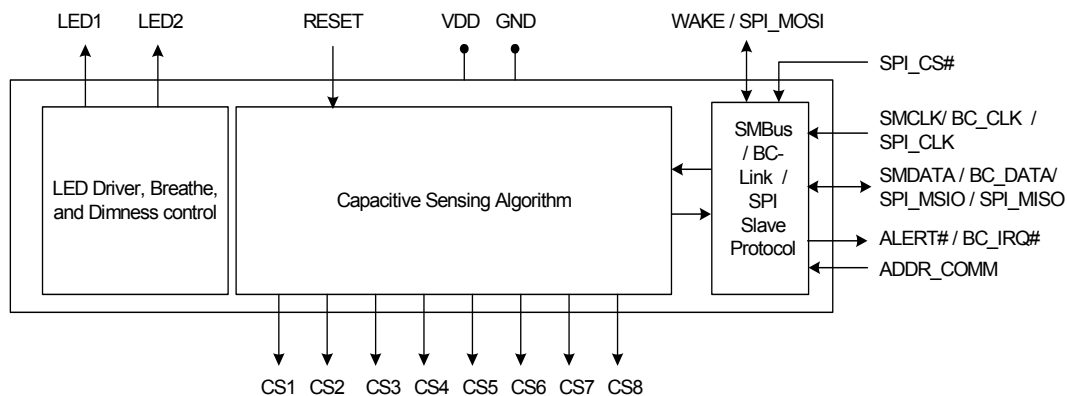 LED1 LED2 RESET VDD GND WAKE / SPI_MOSI
SPI_CS#
SMCLK/ BC_CLK /
SPI_CLK
SMDATA / BC_DATA/
SPI_MSIO / SPI_MISO
ALERT# / BC_IRQ#
ADDR_COMM
LED Driver, Breathe,
and Dimness control
Capacitive Sensing Algorithm
SMBus
/ BC-
Link /
SPI
Slave
Protocol
CS1 CS2 CS3 CS4 CS5 CS6 CS7 CS8